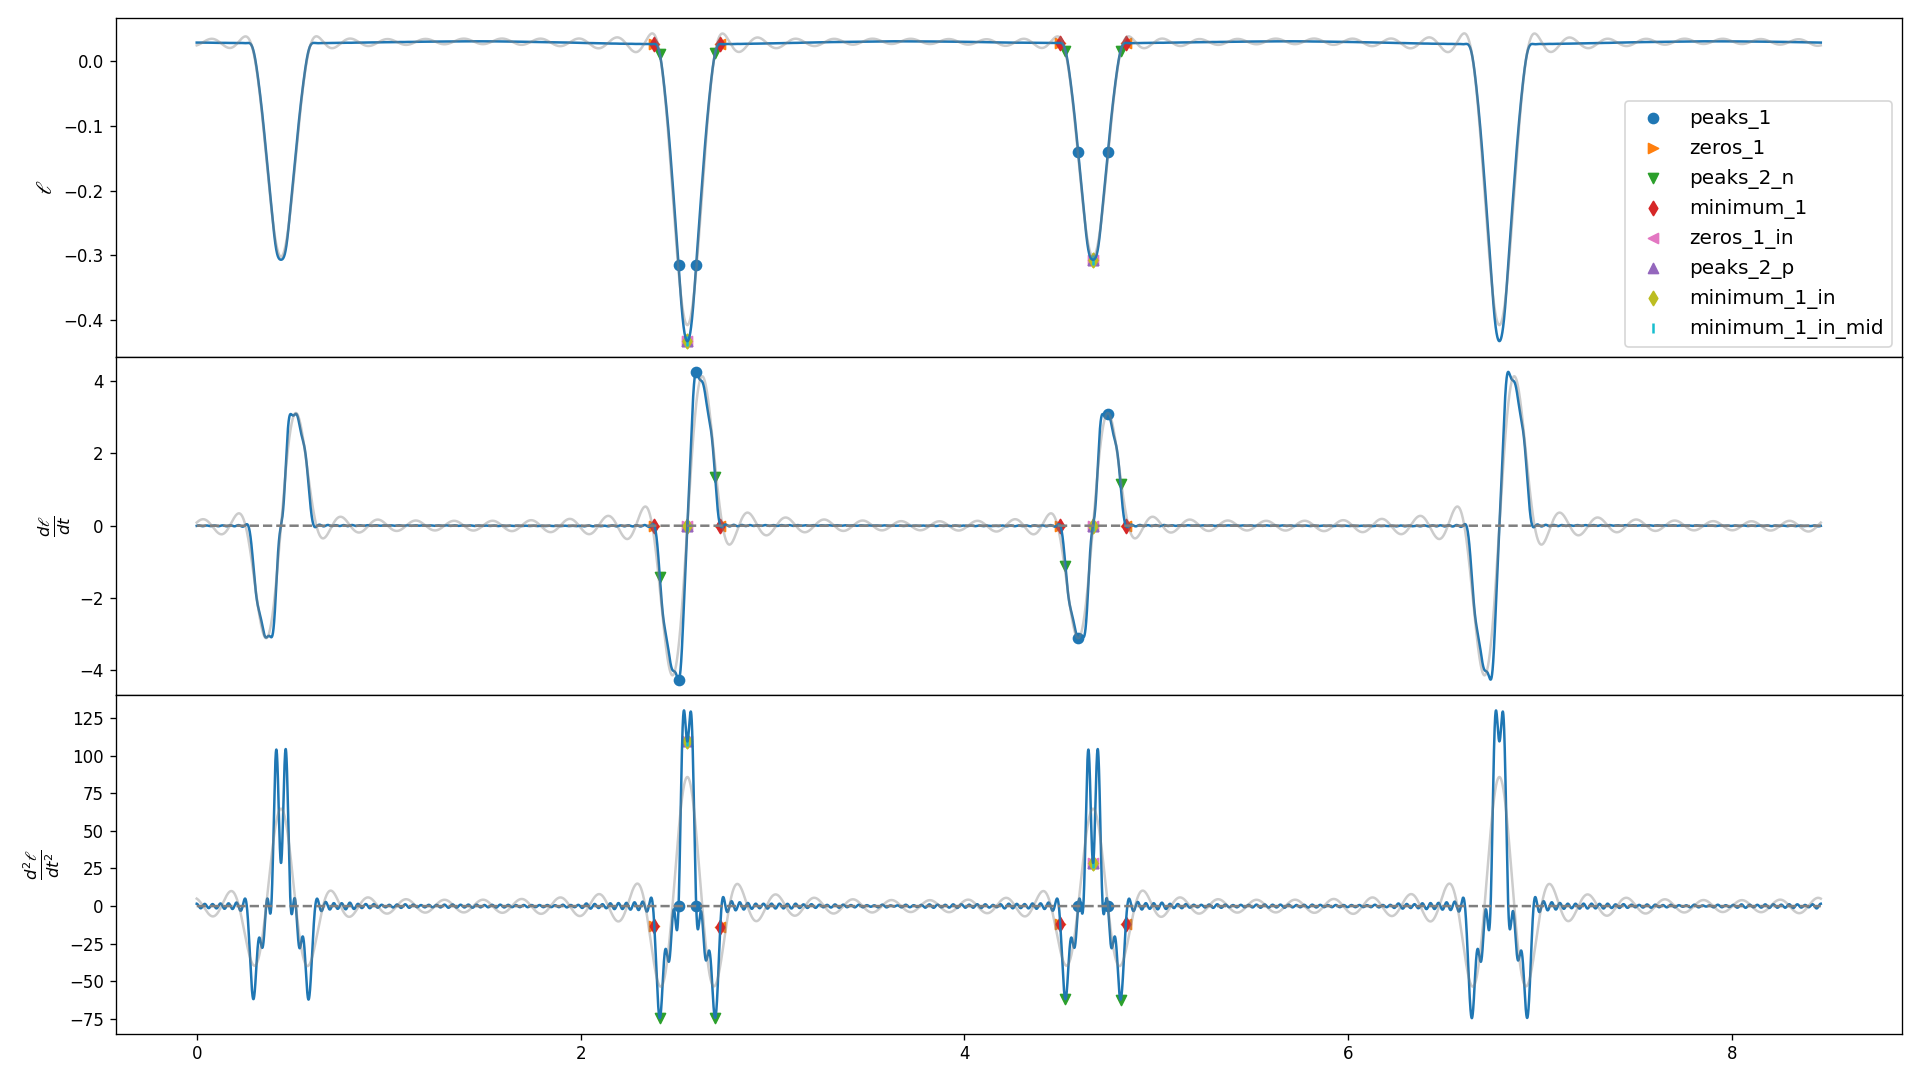 0.0
−0.1
−0.2
−0.3
−0.4
ℓ
peaks_1
zeros_1
peaks_2_n
minimum_1
zeros_1_in
peaks_2_p
minimum_1_in
minimum_1_in_mid
4
2
0
−2
−4
dℓ
dt
125
100
75
50
25
0
−25
−50
−75
d²ℓ
dt²
0 2 4 6 8